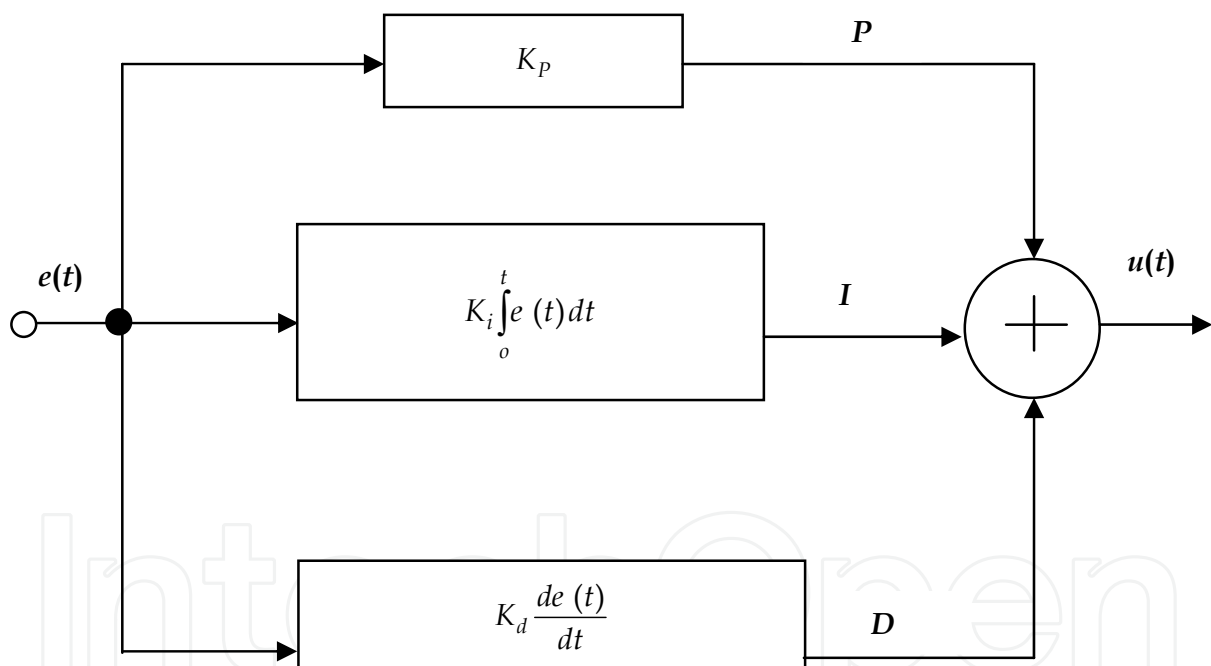 K_P
P
e(t)
K_i ∫_o^t e (t) dt
I
+
u(t)
K_d de (t)/dt
D
IntechOpen